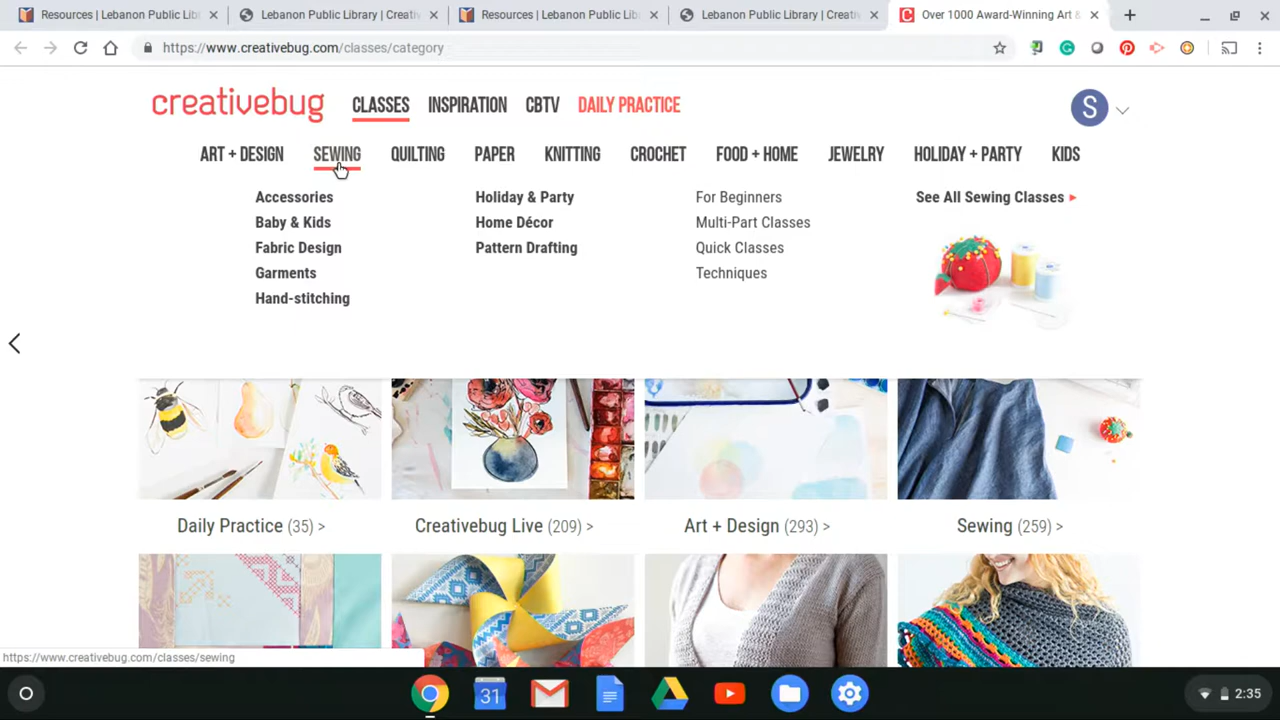 Resources | Lebanon Public Lib
Lebanon Public Library | Creativ
Resources | Lebanon Public Lib
Lebanon Public Library | Creativ
Over 1000 Award-Winning Art &
https://www.creativebug.com/classes/category
creativebug
CLASSES
INSPIRATION
CBTV
DAILY PRACTICE
S
ART + DESIGN
SEWING
QUILTING
PAPER
KNITTING
CROCHET
FOOD + HOME
JEWELRY
HOLIDAY + PARTY
KIDS
Accessories
Baby & Kids
Fabric Design
Garments
Hand-stitching
Holiday & Party
Home Décor
Pattern Drafting
For Beginners
Multi-Part Classes
Quick Classes
Techniques
See All Sewing Classes
Daily Practice (35) >
Creativebug Live (209) >
Art + Design (293) >
Sewing (259) >
https://www.creativebug.com/classes/sewing
31
2:35